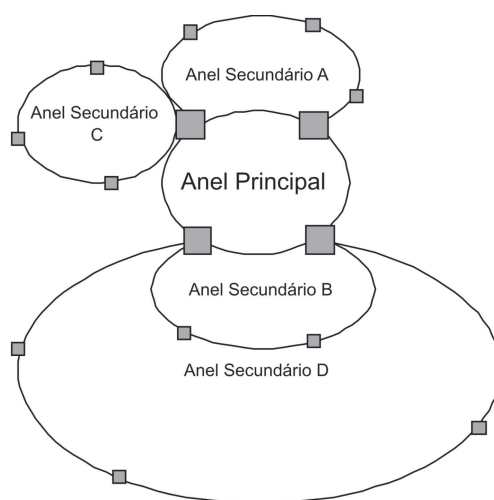 Anel Secundário A
Anel Secundário
C
Anel Principal
Anel Secundário B
Anel Secundário D